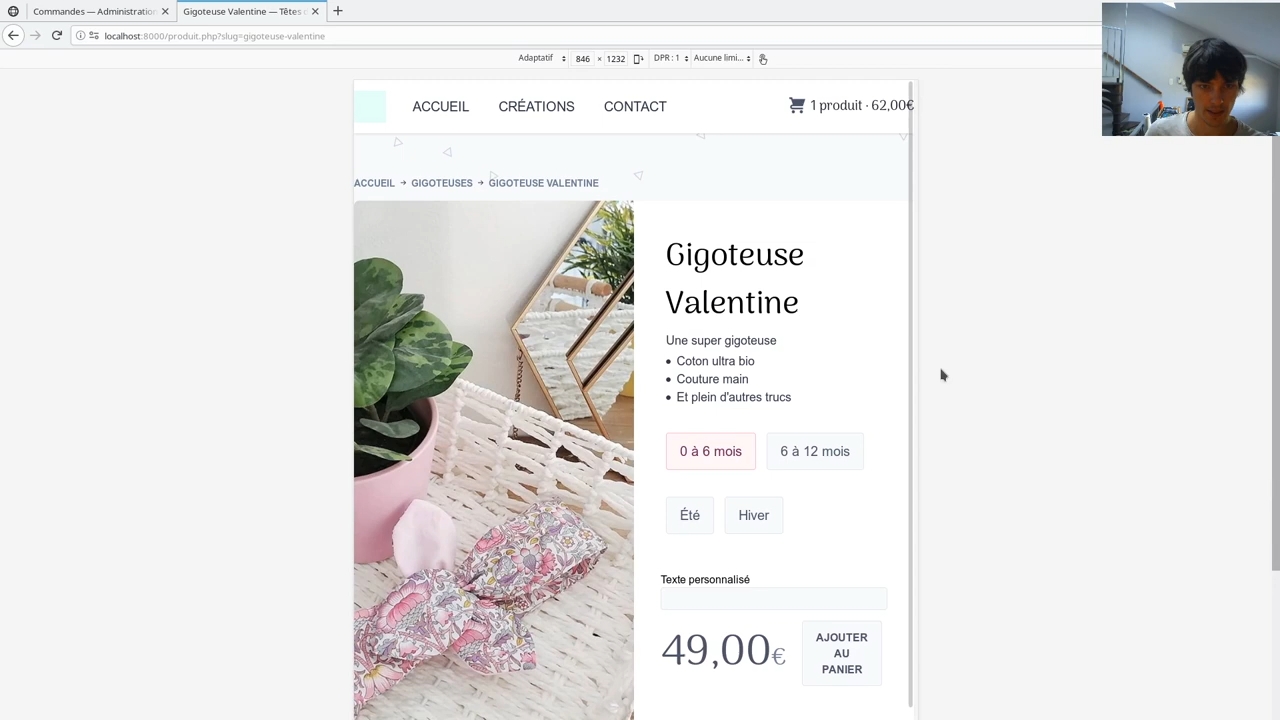 Commandes — Administration
Gigoteuse Valentine — Têtes
localhost:8000/produit.php?slug=gigoteuse-valentine
Adaptatif 846 × 1232 DPR : 1 Aucune limi…
ACCUEIL CRÉATIONS CONTACT 1 produit · 62,00€
ACCUEIL → GIGOTEUSES → GIGOTEUSE VALENTINE
Gigoteuse
Valentine
Une super gigoteuse
• Coton ultra bio
• Couture main
• Et plein d'autres trucs
0 à 6 mois 6 à 12 mois
Été Hiver
Texte personnalisé
49,00€
AJOUTER
AU
PANIER